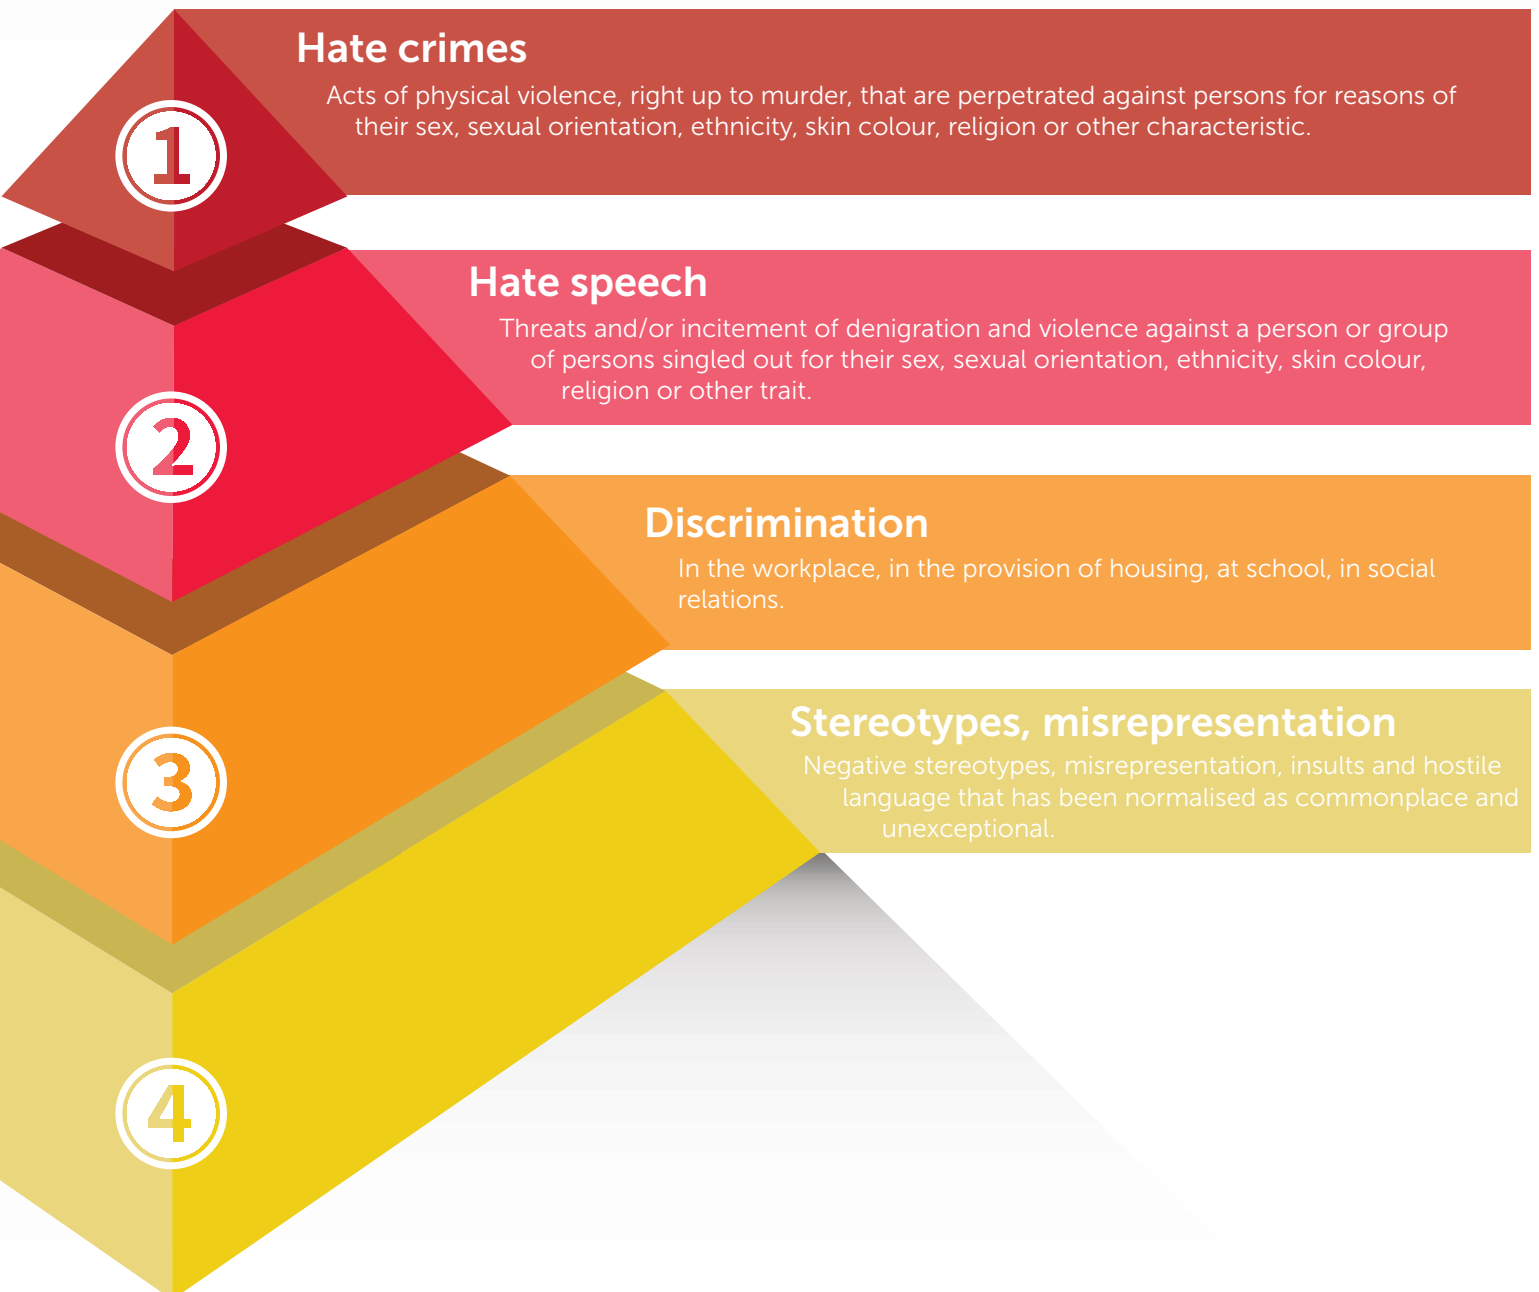 1
Hate crimes
Acts of physical violence, right up to murder, that are perpetrated against persons for reasons of
their sex, sexual orientation, ethnicity, skin colour, religion or other characteristic.
2
Hate speech
Threats and/or incitement of denigration and violence against a person or group
of persons singled out for their sex, sexual orientation, ethnicity, skin colour,
religion or other trait.
3
Discrimination
In the workplace, in the provision of housing, at school, in social
relations.
4
Stereotypes, misrepresentation
Negative stereotypes, misrepresentation, insults and hostile
language that has been normalised as commonplace and
unexceptional.